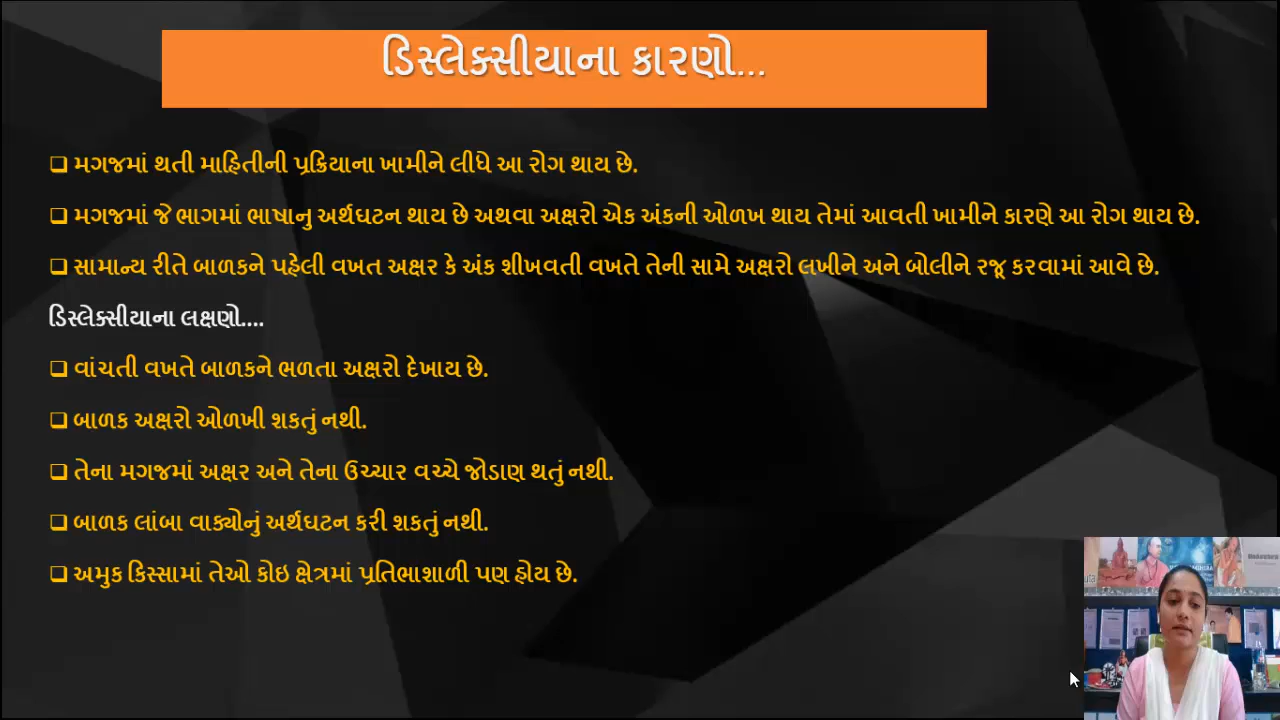 ડિસ્લેક્સીયાના કારણો...
❑ મગજમાં થતી માહિતીની પ્રક્રિયાના ખામીને લીધે આ રોગ થાય છે.
❑ મગજમાં જે ભાગમાં ભાષાનુ અર્થઘટન થાય છે અથવા અક્ષરો એક અંકની ઓળખ થાય તેમાં આવતી ખામીને કારણે આ રોગ થાય છે.
❑ સામાન્ય રીતે બાળકને પહેલી વખત અક્ષર કે અંક શીખવતી વખતે તેની સામે અક્ષરો લખીને અને બોલીને રજૂ કરવામાં આવે છે.
ડિસ્લેક્સીયાના લક્ષણો....
❑ વાંચતી વખતે બાળકને ભળતા અક્ષરો દેખાય છે.
❑ બાળક અક્ષરો ઓળખી શકતું નથી.
❑ તેના મગજમાં અક્ષર અને તેના ઉચ્ચાર વચ્ચે જોડાણ થતું નથી.
❑ બાળક લાંબા વાક્યોનું અર્થઘટન કરી શકતું નથી.
❑ અમુક કિસ્સામાં તેઓ કોઇ ક્ષેત્રમાં પ્રતિભાશાળી પણ હોય છે.